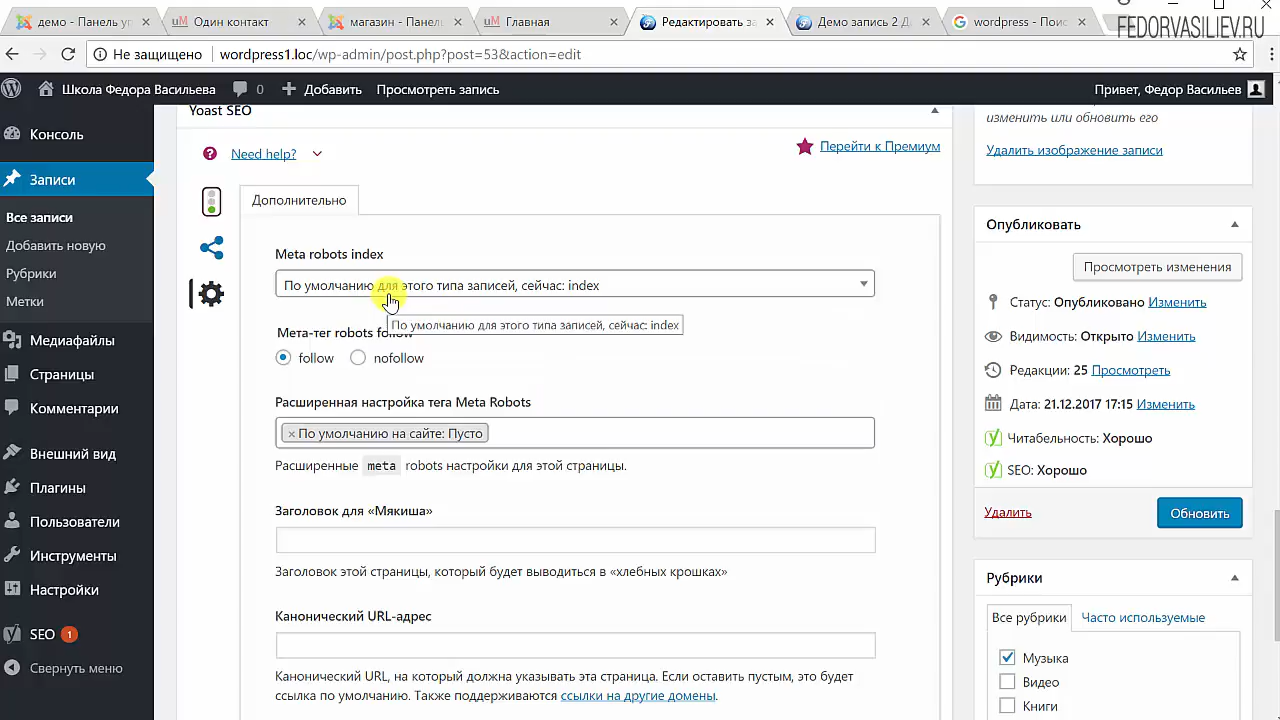 демо - Панель уп
Один контакт
магазин - Панел
Главная
Редактировать за
Демо запись 2 Д
wordpress - Поис
FEDORVASILIEV.RU
Не защищено
wordpress1.loc/wp-admin/post.php?post=53&action=edit
Школа Федора Васильева
0
Добавить
Просмотреть запись
Привет, Федор Васильев
Консоль
Записи
Все записи
Добавить новую
Рубрики
Метки
Медиафайлы
Страницы
Комментарии
Внешний вид
Плагины
Пользователи
Инструменты
Настройки
SEO 1
Свернуть меню
Yoast SEO
Need help?
Перейти к Премиум
Дополнительно
Meta robots index
По умолчанию для этого типа записей, сейчас: index
По умолчанию для этого типа записей, сейчас: index
Мета-тег robots follow
follow
nofollow
Расширенная настройка тега Meta Robots
× По умолчанию на сайте: Пусто
Расширенные meta robots настройки для этой страницы.
Заголовок для «Мякиша»
Заголовок этой страницы, который будет выводиться в «хлебных крошках»
Канонический URL-адрес
Канонический URL, на который должна указывать эта страница. Если оставить пустым, это будет
ссылка по умолчанию. Также поддерживаются ссылки на другие домены.
изменить или обновить его
Удалить изображение записи
Опубликовать
Просмотреть изменения
Статус: Опубликовано Изменить
Видимость: Открыто Изменить
Редакции: 25 Просмотреть
Дата: 21.12.2017 17:15 Изменить
Читабельность: Хорошо
SEO: Хорошо
Удалить
Обновить
Рубрики
Все рубрики
Часто используемые
Музыка
Видео
Книги